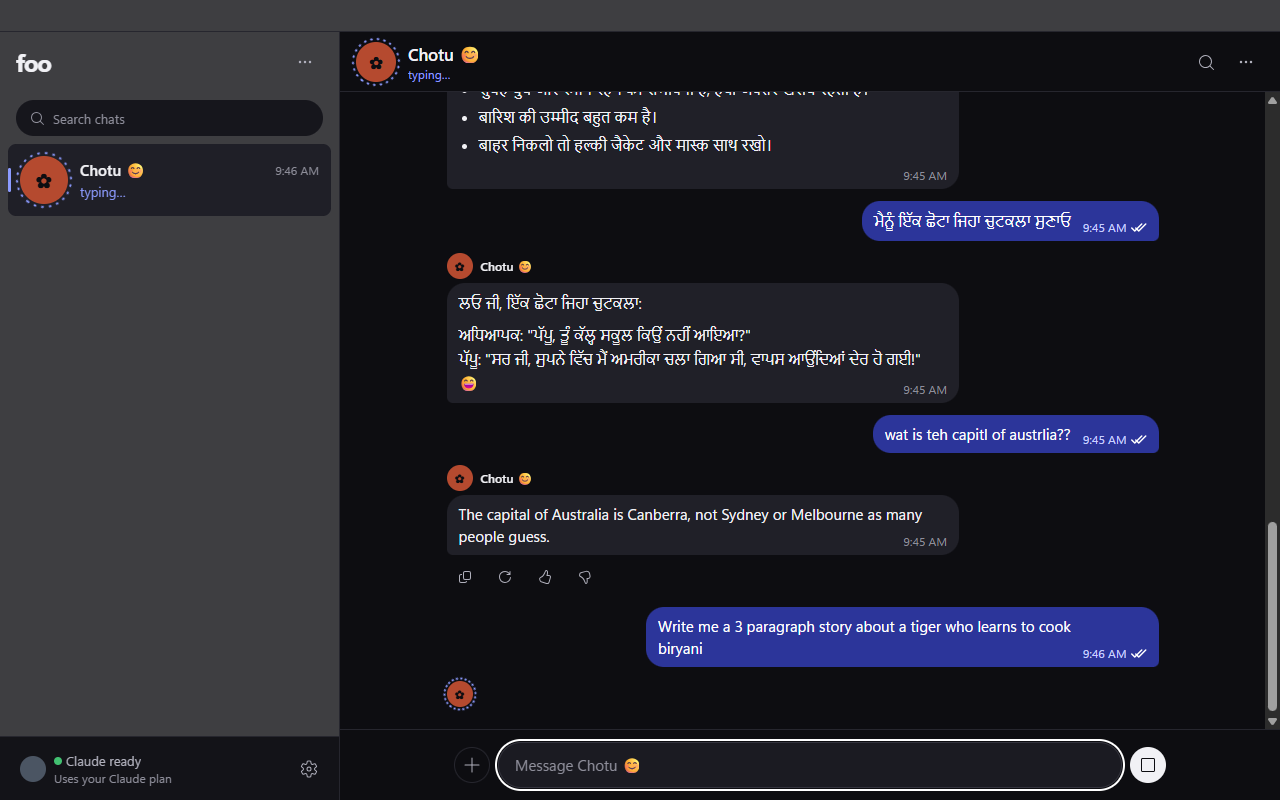 foo
Search chats
Chotu 😊
9:46 AM
typing...
Claude ready
Uses your Claude plan
Chotu 😊
typing...
बारिश की उम्मीद बहुत कम है।
बाहर निकलो तो हल्की जैकेट और मास्क साथ रखो।
9:45 AM
ਮੈਨੂੰ ਇੱਕ ਛੋਟਾ ਜਿਹਾ ਚੁਟਕਲਾ ਸੁਣਾਓ
9:45 AM
Chotu 😊
ਲਓ ਜੀ, ਇੱਕ ਛੋਟਾ ਜਿਹਾ ਚੁਟਕਲਾ:
ਅਧਿਆਪਕ: "ਪੱਪੂ, ਤੂੰ ਕੱਲ੍ਹ ਸਕੂਲ ਕਿਉਂ ਨਹੀਂ ਆਇਆ?"
ਪੱਪੂ: "ਸਰ ਜੀ, ਸੁਪਨੇ ਵਿੱਚ ਮੈਂ ਅਮਰੀਕਾ ਚਲਾ ਗਿਆ ਸੀ, ਵਾਪਸ ਆਉਂਦਿਆਂ ਦੇਰ ਹੋ ਗਈ!"
😄
9:45 AM
wat is teh capitl of austrlia??
9:45 AM
Chotu 😊
The capital of Australia is Canberra, not Sydney or Melbourne as many
people guess.
9:45 AM
Write me a 3 paragraph story about a tiger who learns to cook
biryani
9:46 AM
Message Chotu 😊